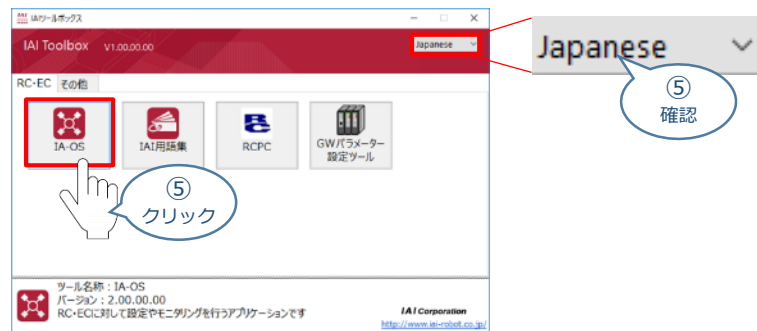 IAIツールボックス
IAI Toolbox V1.00.00.00
Japanese
Japanese
⑤
確認
RC・EC その他
IA-OS
IAI用語集
RCPC
GWパラメーター
設定ツール
⑤
クリック
ツール名称：IA-OS
バージョン：2.00.00.00
RC・ECに対して設定やモニタリングを行うアプリケーションです
IAI Corporation
http://www.iai-robot.co.jp/